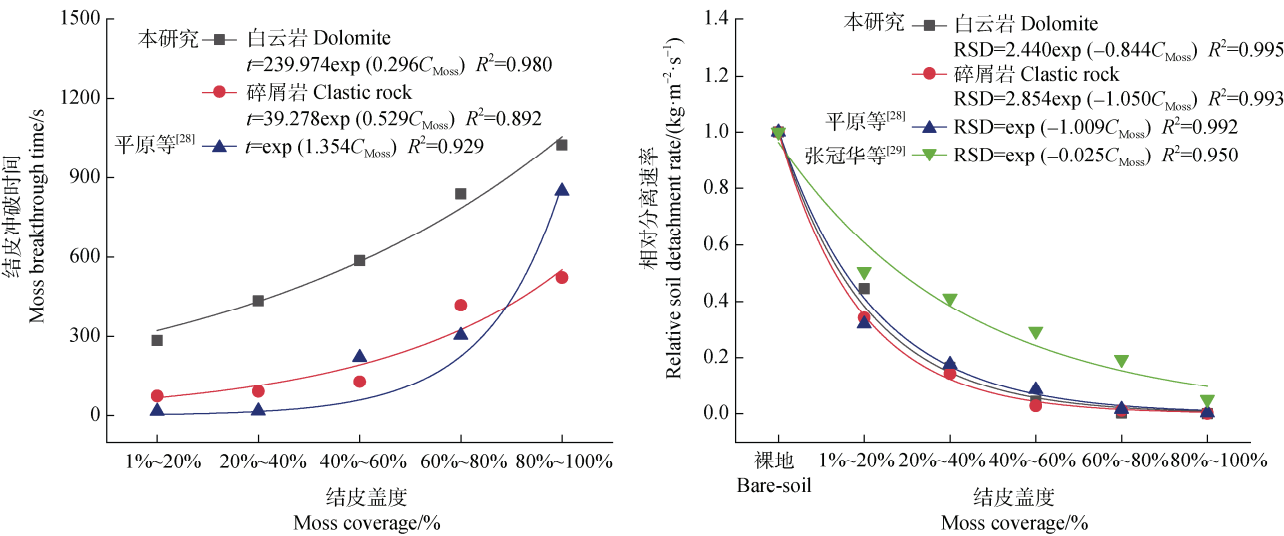 1500
1200
900
600
300
0
结皮冲破时间
Moss breakthrough time/s
本研究 白云岩 Dolomite
t=239.974exp (0.296C_Moss) R²=0.980
碎屑岩 Clastic rock
t=39.278exp (0.529C_Moss) R²=0.892
平原等[28] t=exp (1.354C_Moss) R²=0.929
1%~20% 20%~40% 40%~60% 60%~80% 80%~100%
结皮盖度
Moss coverage/%
1.4
1.2
1.0
0.8
0.6
0.4
0.2
0.0
相对分离速率
Relative soil detachment rate/(kg·m⁻²·s⁻¹)
本研究 白云岩 Dolomite
RSD=2.440exp (−0.844C_Moss) R²=0.995
碎屑岩 Clastic rock
RSD=2.854exp (−1.050C_Moss) R²=0.993
平原等[28] RSD=exp (−1.009C_Moss) R²=0.992
张冠华等[29] RSD=exp (−0.025C_Moss) R²=0.950
裸地 1%~20% 20%~40% 40%~60% 60%~80% 80%~100%
Bare-soil
结皮盖度
Moss coverage/%